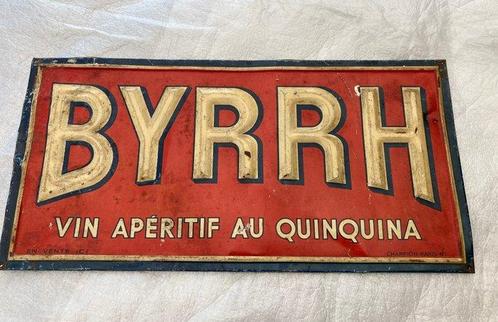 BYRRH
VIN APÉRITIF AU QUINQUINA
EN VENTE ICI